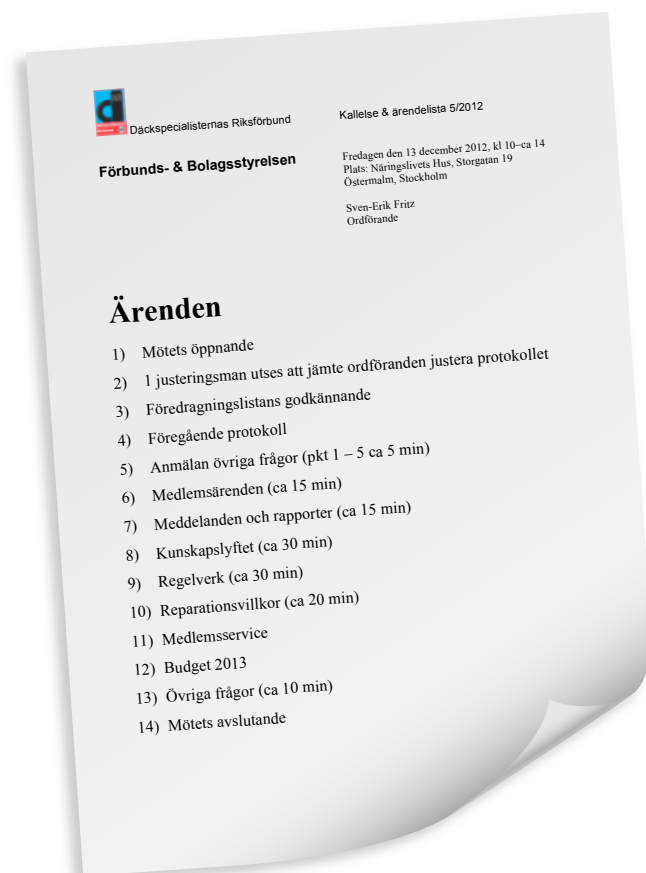 Däckspecialisternas Riksförbund
Förbunds- & Bolagsstyrelsen
Kallelse & ärendelista 5/2012
Fredagen den 13 december 2012, kl 10–ca 14
Plats: Näringslivets Hus, Storgatan 19
Östermalm, Stockholm
Sven-Erik Fritz
Ordförande
Ärenden
1) Mötets öppnande
2) 1 justeringsman utses att jämte ordföranden justera protokollet
3) Föredragningslistans godkännande
4) Föregående protokoll
5) Anmälan övriga frågor (pkt 1 – 5 ca 5 min)
6) Medlemsärenden (ca 15 min)
7) Meddelanden och rapporter (ca 15 min)
8) Kunskapslyftet (ca 30 min)
9) Regelverk (ca 30 min)
10) Reparationsvillkor (ca 20 min)
11) Medlemsservice
12) Budget 2013
13) Övriga frågor (ca 10 min)
14) Mötets avslutande